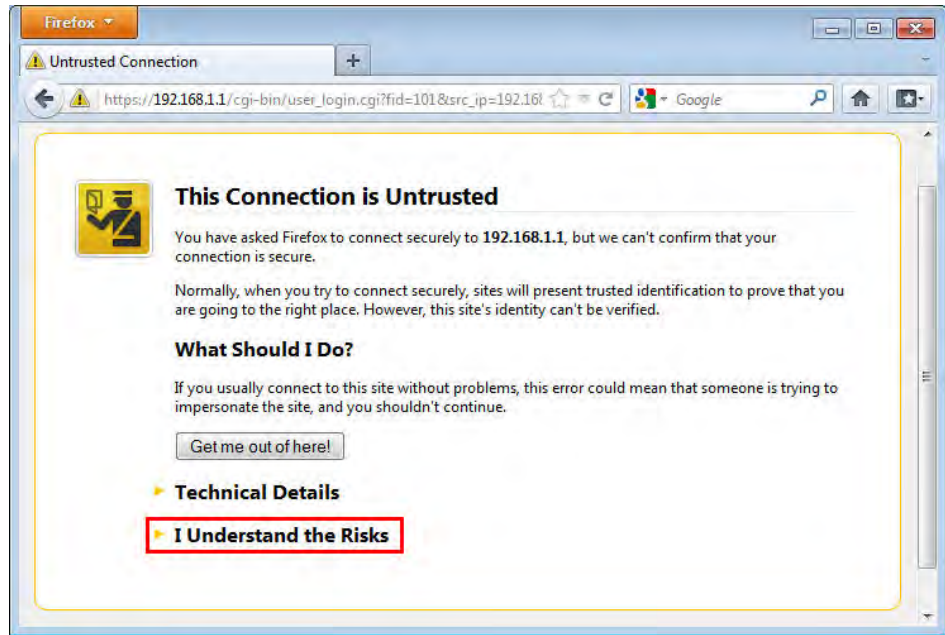 Firefox
Untrusted Connection
https://192.168.1.1/cgi-bin/user_login.cgi?fid=101&src_ip=192.168
Google
This Connection is Untrusted
You have asked Firefox to connect securely to 192.168.1.1, but we can't confirm that your
connection is secure.
Normally, when you try to connect securely, sites will present trusted identification to prove that you
are going to the right place. However, this site's identity can't be verified.
What Should I Do?
If you usually connect to this site without problems, this error could mean that someone is trying to
impersonate the site, and you shouldn't continue.
Get me out of here!
Technical Details
I Understand the Risks